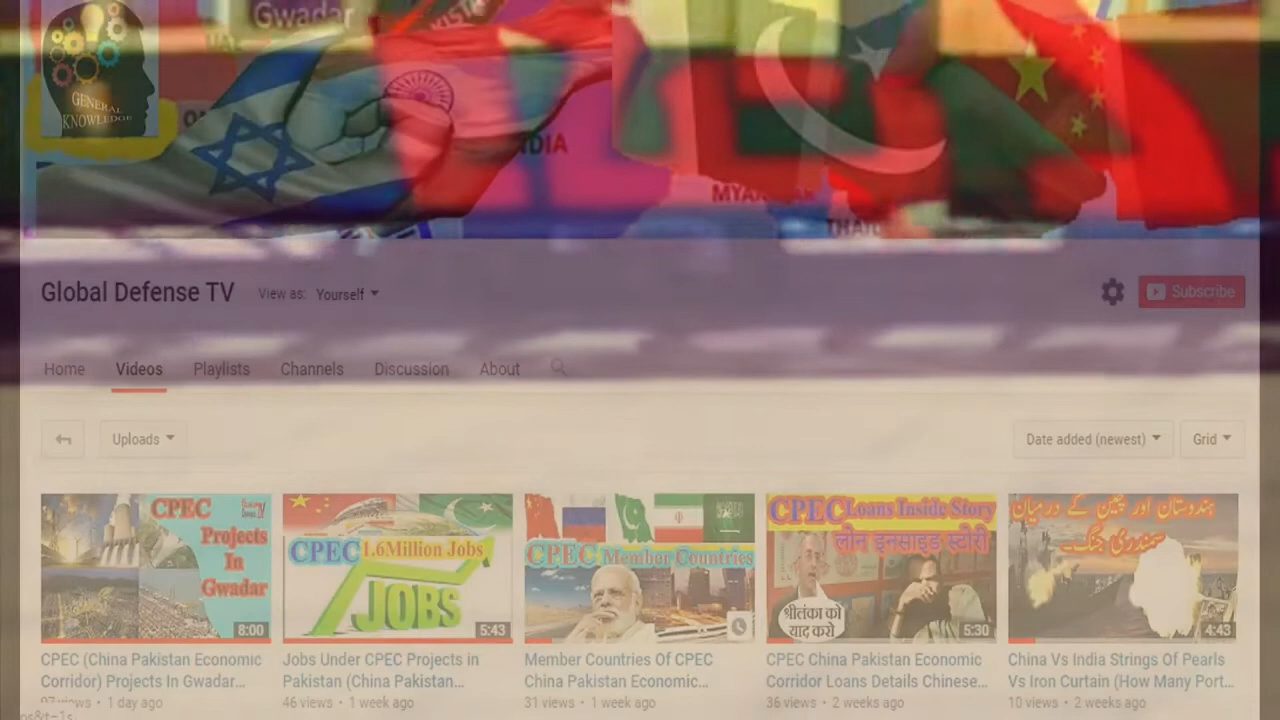 Gwadar
GENERAL
KNOWLEDGE
Global Defense TV
View as: Yourself
Subscribe
Home Videos Playlists Channels Discussion About
Uploads
Date added (newest) Grid
CPEC
Projects
In
Gwadar
8:00
CPEC 1.6Million Jobs
JOBS
5:43
CPEC Member Countries
CPEC Loans Inside Story
लोन इनसाइड स्टोरी
श्रीलंका को
याद करो
5:30
ہندوستان اور چین کے درمیان
سمندری جنگ۔
4:43
CPEC (China Pakistan Economic
Corridor) Projects In Gwadar...
97 views • 1 day ago
Jobs Under CPEC Projects in
Pakistan (China Pakistan...
46 views • 1 week ago
Member Countries Of CPEC
China Pakistan Economic...
31 views • 1 week ago
CPEC China Pakistan Economic
Corridor Loans Details Chinese...
36 views • 2 weeks ago
China Vs India Strings Of Pearls
Vs Iron Curtain (How Many Port...
10 views • 2 weeks ago